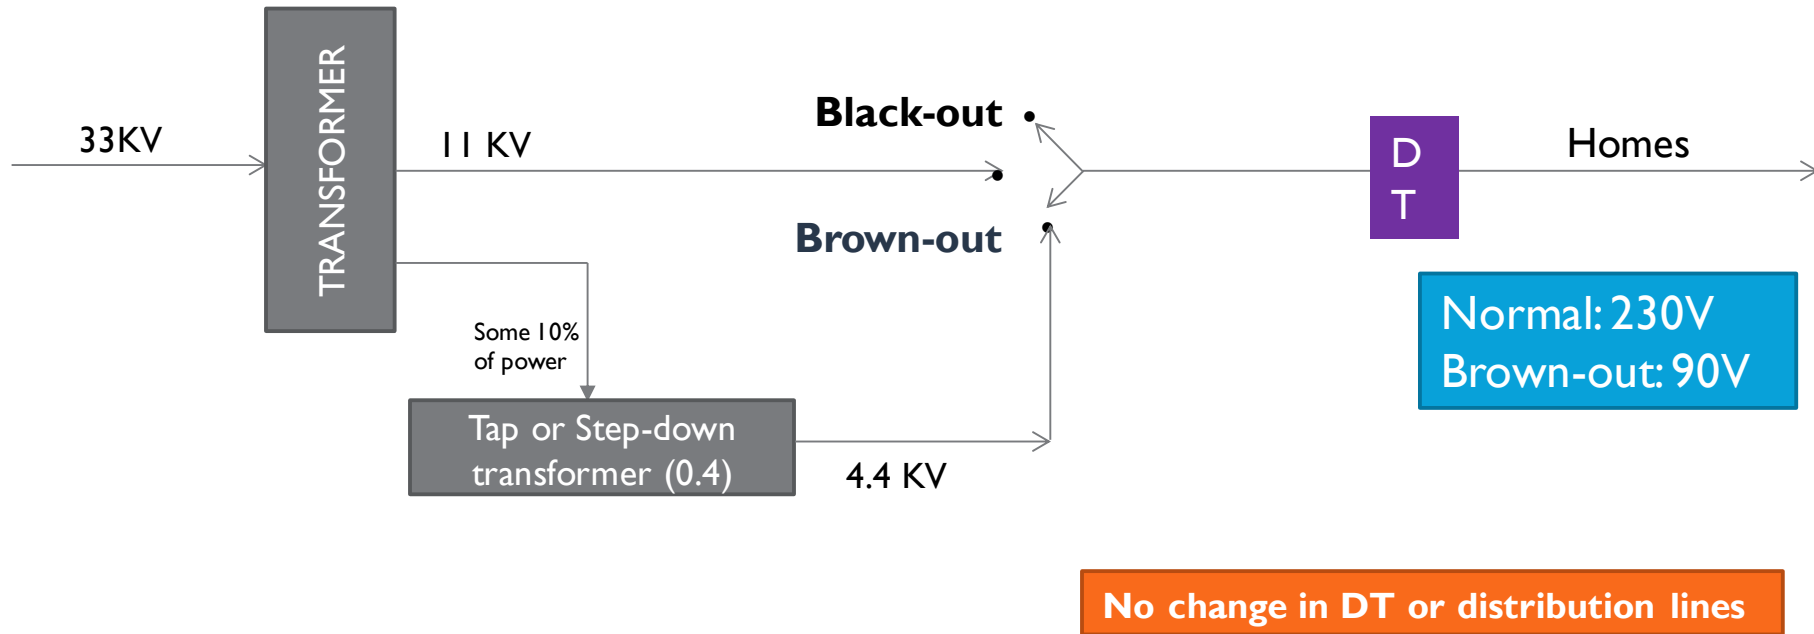 33KV
TRANSFORMER
11 KV
Black-out
Brown-out
D
T
Homes
Some 10%
of power
Tap or Step-down
transformer (0.4)
4.4 KV
Normal: 230V
Brown-out: 90V
No change in DT or distribution lines